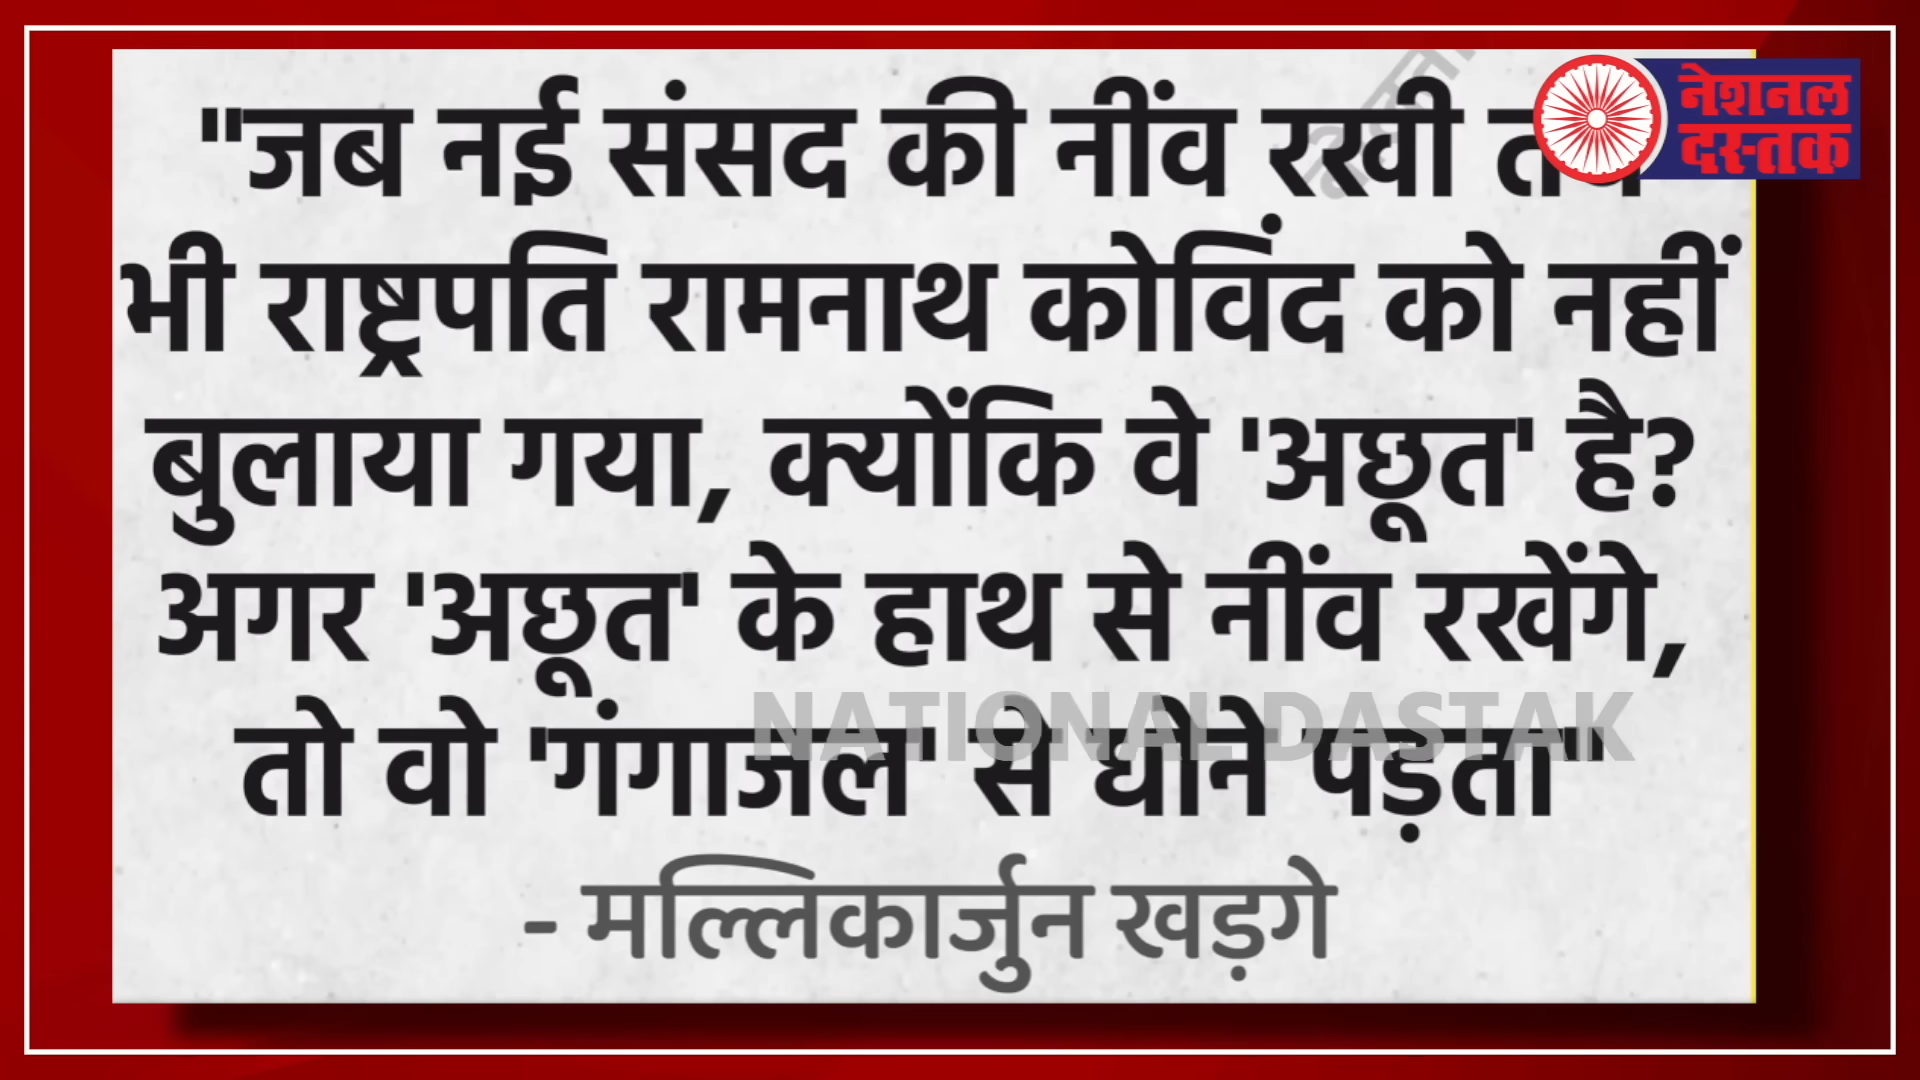 "जब नई संसद की नींव रखी
नेशनल
दस्तक
भी राष्ट्रपति रामनाथ कोविंद को नहीं
बुलाया गया, क्योंकि वे 'अछूत' है?
अगर 'अछूत' के हाथ से नींव रखेंगे,
तो वो 'गंगाजल' से धोने पड़ता"
NATIONAL DASTAK
- मल्लिकार्जुन खड़गे